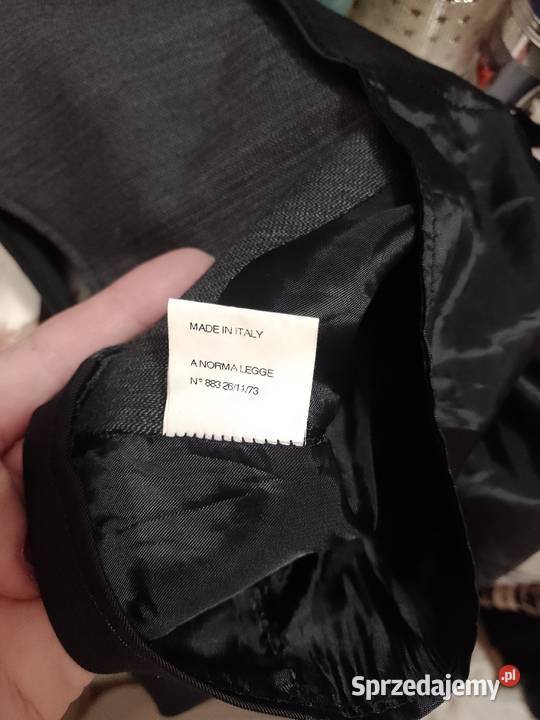 MADE IN ITALY
A NORMA LEGGE
N° 883 26/11/73
Sprzedajemy.pl